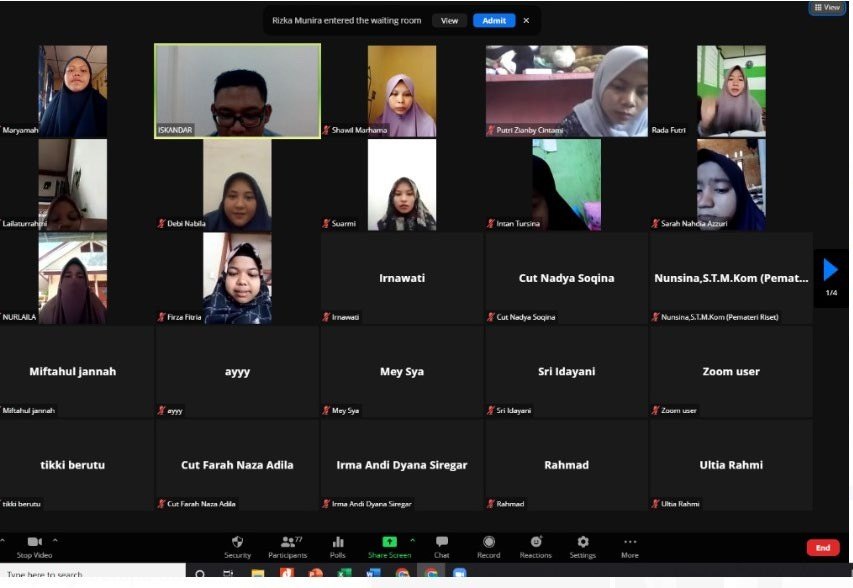 Rizka Munira entered the waiting room View Admit ×
View
Maryamah
ISKANDAR
Shawil Marhama
Putri Zianby Cintami
Rada Futri
Lailaturrahmi
Debi Nabila
Suarmi
Intan Tursina
Sarah Nahdia Azzuri
NURLAILA
Firza Fitria
Irnawati
Irnawati
Cut Nadya Soqina
Cut Nadya Soqina
Nunsina,S.T.M.Kom (Pemat...
Nunsina,S.T.M.Kom (Pemateri Riset)
1/4
Miftahul jannah
Miftahul jannah
ayyy
ayyy
Mey Sya
Mey Sya
Sri Idayani
Sri Idayani
Zoom user
Zoom user
tikki berutu
tikki berutu
Cut Farah Naza Adila
Cut Farah Naza Adila
Irma Andi Dyana Siregar
Irma Andi Dyana Siregar
Rahmad
Rahmad
Ultia Rahmi
Ultia Rahmi
Stop Video
Security
Participants 77
Polls
Share Screen
Chat
Record
Reactions
Settings
More
End
Type here to search